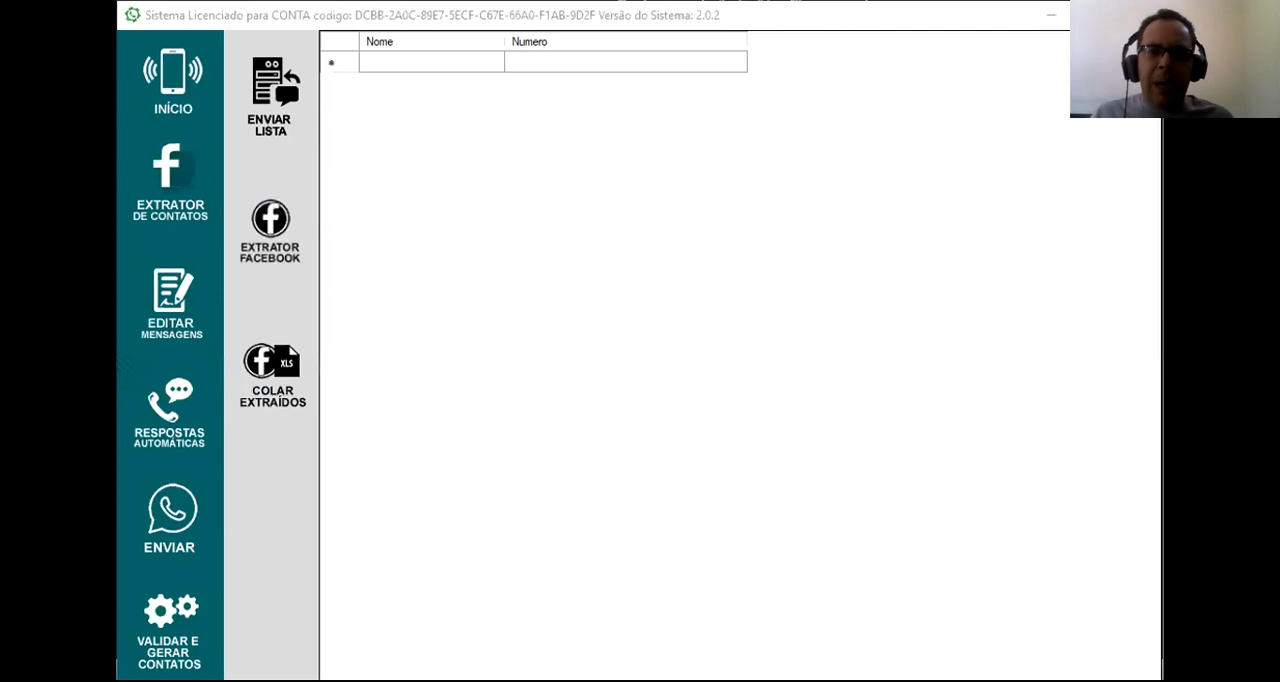 Sistema Licenciado para CONTA codigo: DCBB-2A0C-89E7-5ECF-C67E-66A0-F1AB-9D2F Versão do Sistema: 2.0.2
INÍCIO
EXTRATOR
DE CONTATOS
EDITAR
MENSAGENS
RESPOSTAS
AUTOMÁTICAS
ENVIAR
VALIDAR E
GERAR
CONTATOS
ENVIAR
LISTA
EXTRATOR
FACEBOOK
XLS
COLAR
EXTRAÍDOS
Nome Numero